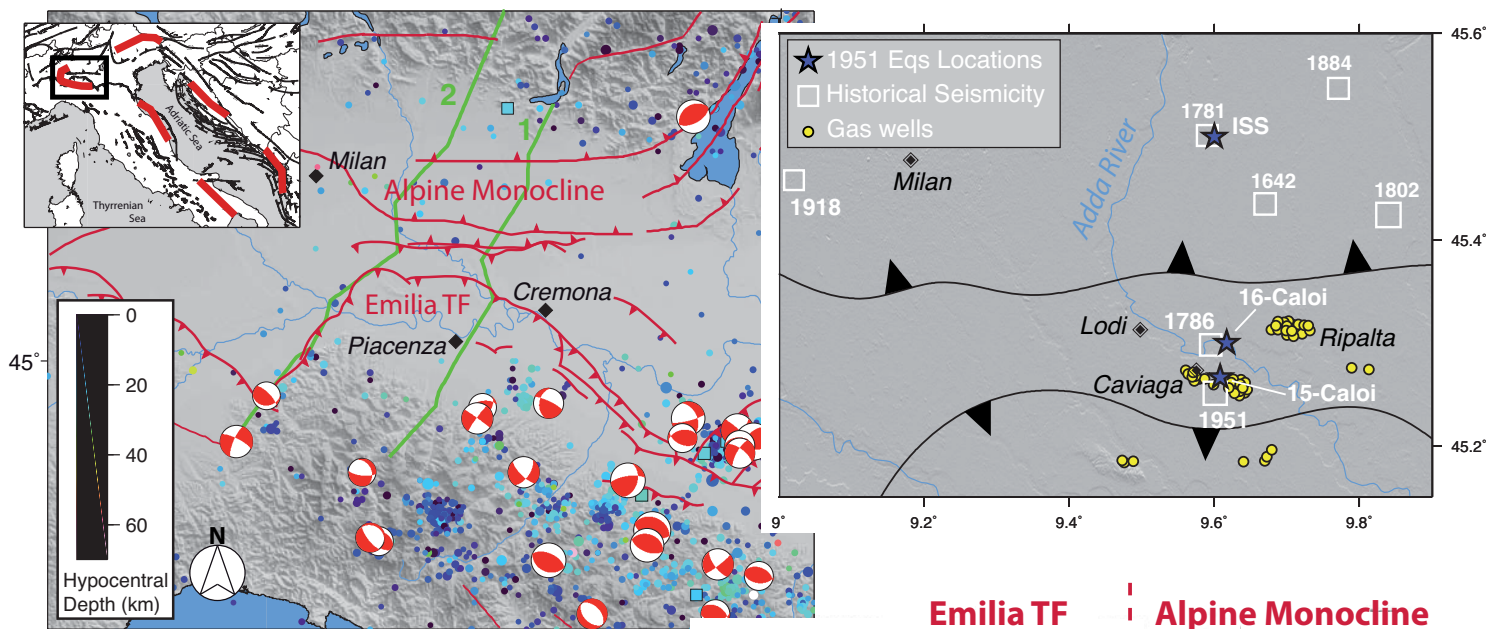 Adriatic Sea
Thyrrenian
Sea
2
1
Milan
Alpine Monocline
Emilia TF
Cremona
Piacenza
45°
0
20
40
60
Hypocentral
Depth (km)
N
1951 Eqs Locations
Historical Seismicity
Gas wells
45.6°
45.4°
45.2°
1884
1781
ISS
Adda River
Milan
1918
1642
1802
16-Caloi
1786
Lodi
Ripalta
Caviaga
15-Caloi
1951
9°
9.2°
9.4°
9.6°
9.8°
Emilia TF
Alpine Monocline